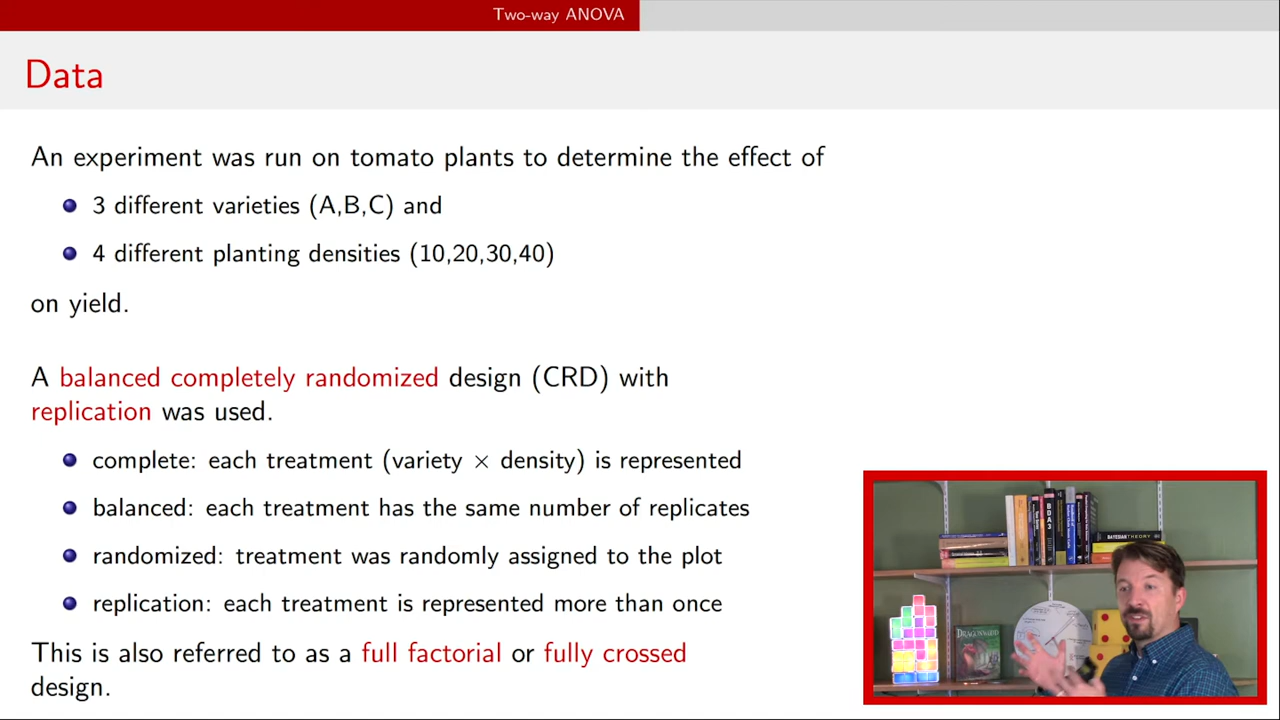 Two-way ANOVA
Data
An experiment was run on tomato plants to determine the effect of
3 different varieties (A,B,C) and
4 different planting densities (10,20,30,40)
on yield.
A balanced completely randomized design (CRD) with
replication was used.
complete: each treatment (variety × density) is represented
balanced: each treatment has the same number of replicates
randomized: treatment was randomly assigned to the plot
replication: each treatment is represented more than once
This is also referred to as a full factorial or fully crossed
design.
BDA3
BAYESIAN THEORY
DRAGONWOOD